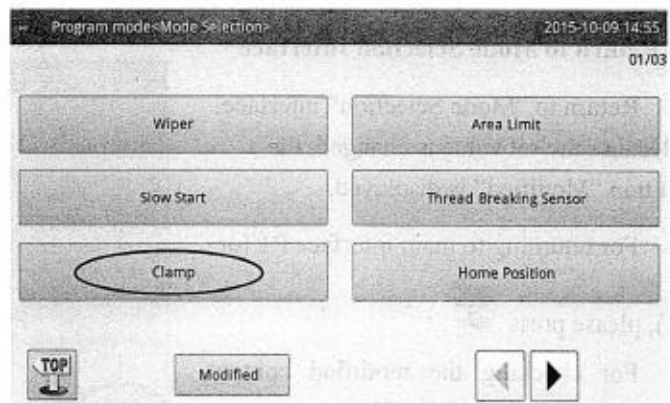 Program mode<Mode Selection> 2015-10-09 14:55
01/03
Wiper Area Limit
Slow Start Thread Breaking Sensor
Clamp Home Position
TOP Modified